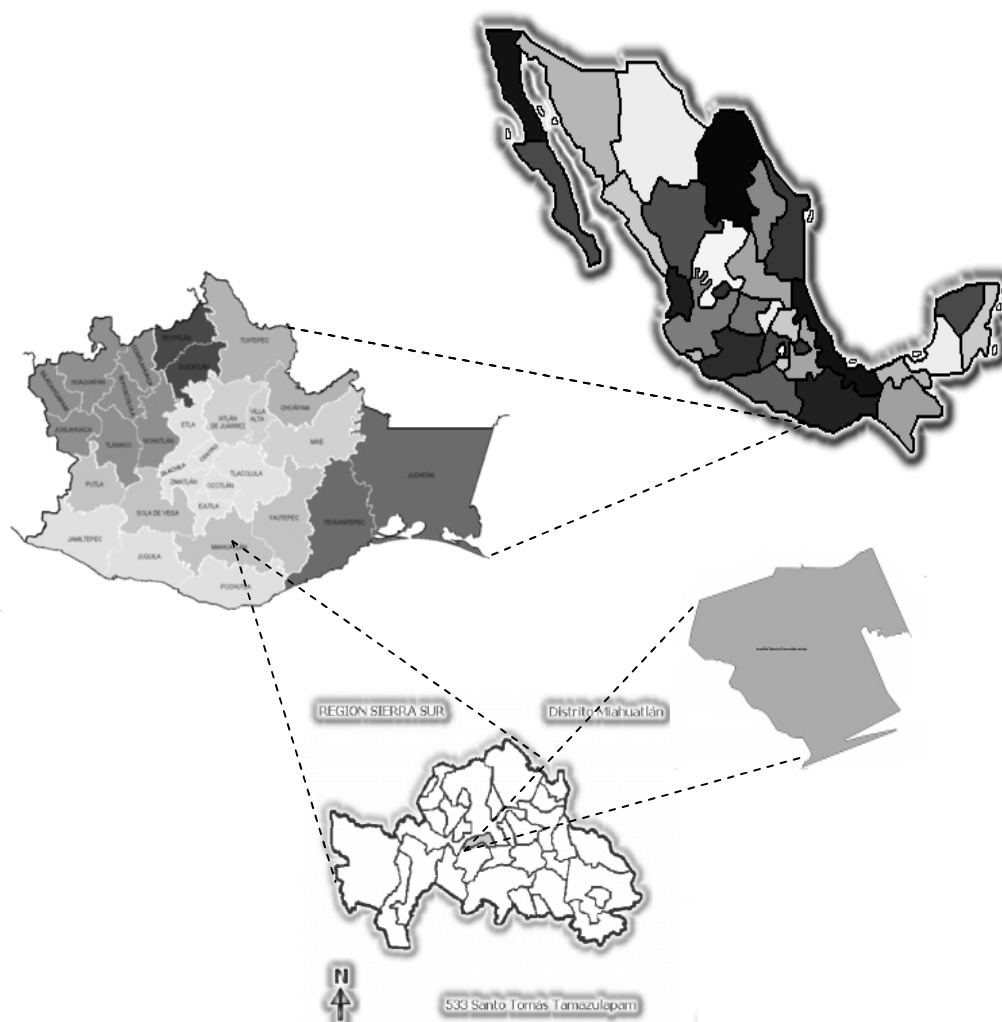 TUXTEPEC
CUICATLÁN
HUAJUAPAN
CHOÁPAM
VILLA
ALTA
IXTLÁN
DE JUÁREZ
ETLA
JUXTLAHUACA
NOCHIXTLÁN
TLAXIACO
MIXE
CENTRO
ZAACHILA
TLACOLULA
ZIMATLÁN
OCOTLÁN
JUCHITÁN
PUTLA
EJUTLA
SOLA DE VEGA
YAUTEPEC
TEHUANTEPEC
JAMILTEPEC
JUQUILA
MIAHUATLÁN
POCHUTLA
REGION SIERRA SUR
Distrito Miahuatlán
N
533 Santo Tomás Tamazulapam